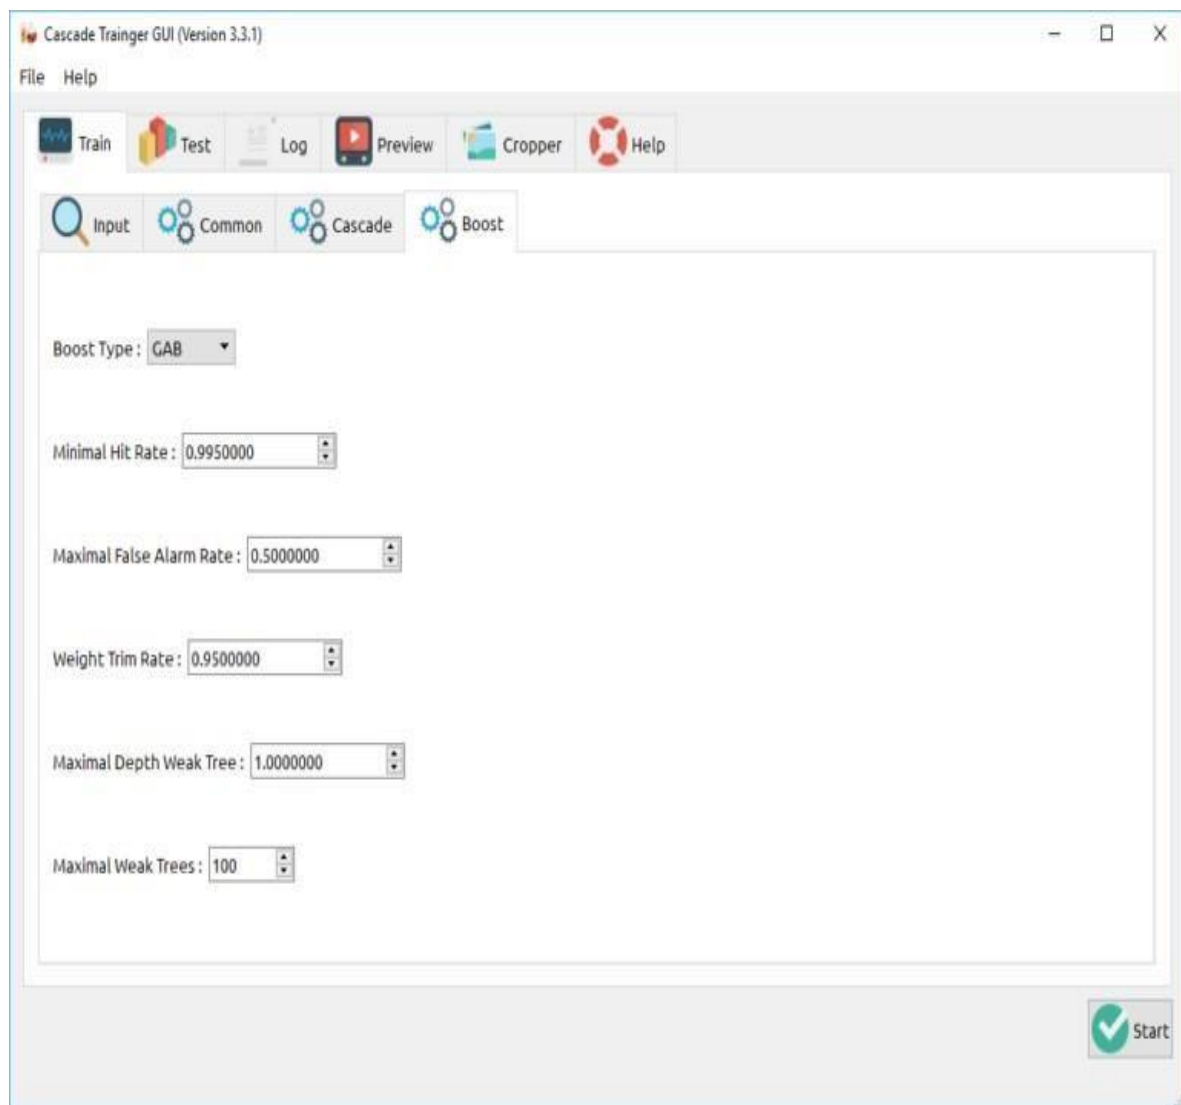 Cascade Trainger GUI (Version 3.3.1)
File Help
Train Test Log Preview Cropper Help
Input Common Cascade Boost
Boost Type : GAB
Minimal Hit Rate : 0.9950000
Maximal False Alarm Rate : 0.5000000
Weight Trim Rate : 0.9500000
Maximal Depth Weak Tree : 1.0000000
Maximal Weak Trees : 100
Start